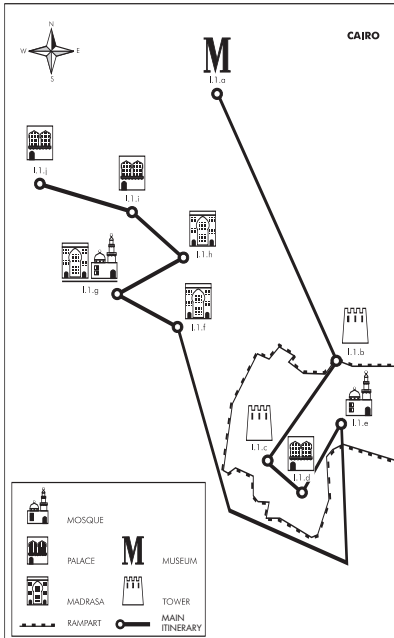 CAIRO
N
W E
S
M
I.1.a
I.1.j
I.1.i
I.1.h
I.1.g
I.1.f
I.1.b
I.1.e
I.1.c
I.1.d
MOSQUE
PALACE
M MUSEUM
MADRASA
TOWER
RAMPART
MAIN
ITINERARY